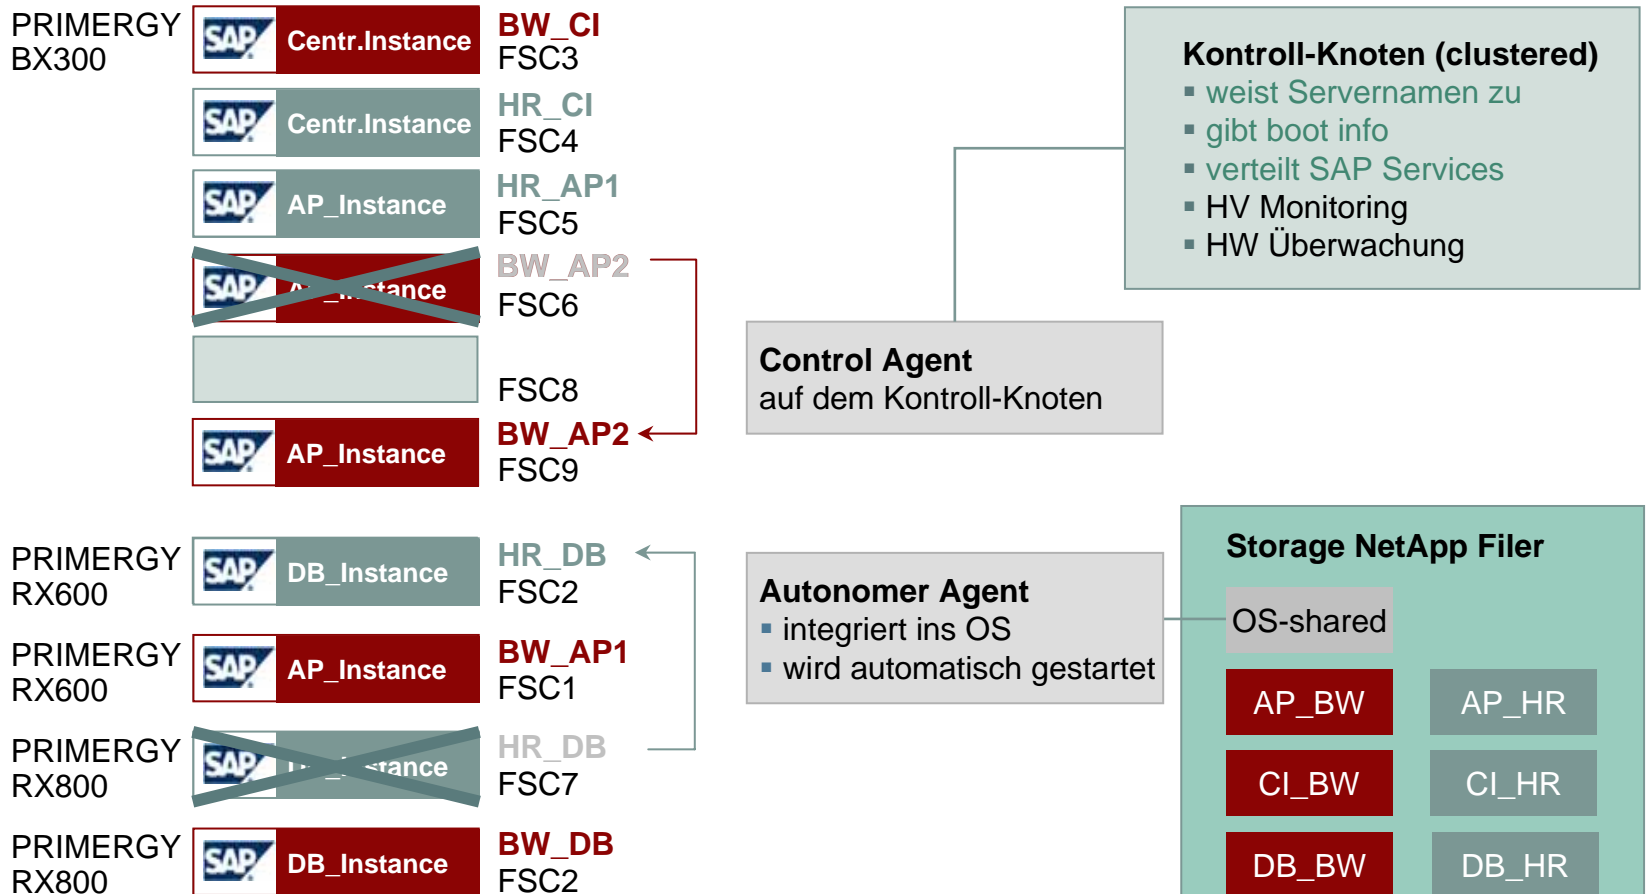 PRIMERGY
BX300
SAP
Centr.Instance
BW_CI
FSC3
SAP
Centr.Instance
HR_CI
FSC4
SAP
AP_Instance
HR_AP1
FSC5
SAP
BW_AP2
FSC6
FSC8
SAP
AP_Instance
BW_AP2
FSC9
PRIMERGY
RX600
SAP
DB_Instance
HR_DB
FSC2
PRIMERGY
RX600
SAP
AP_Instance
BW_AP1
FSC1
PRIMERGY
RX800
SAP
HR_DB
FSC7
PRIMERGY
RX800
SAP
DB_Instance
BW_DB
FSC2
Kontroll-Knoten (clustered)
▪ weist Servernamen zu
▪ gibt boot info
▪ verteilt SAP Services
▪ HV Monitoring
▪ HW Überwachung
Control Agent
auf dem Kontroll-Knoten
Autonomer Agent
▪ integriert ins OS
▪ wird automatisch gestartet
Storage NetApp Filer
OS-shared
AP_BW
AP_HR
CI_BW
CI_HR
DB_BW
DB_HR